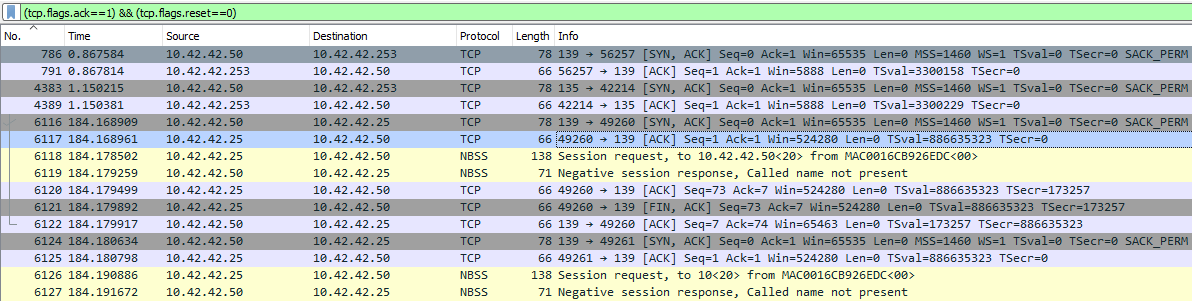 (tcp.flags.ack==1) && (tcp.flags.reset==0)
No. Time Source Destination Protocol Length Info
786 0.867584 10.42.42.50 10.42.42.253 TCP 78 139 → 56257 [SYN, ACK] Seq=0 Ack=1 Win=65535 Len=0 MSS=1460 WS=1 TSval=0 TSecr=0 SACK_PERM
791 0.867814 10.42.42.253 10.42.42.50 TCP 66 56257 → 139 [ACK] Seq=1 Ack=1 Win=5888 Len=0 TSval=3300158 TSecr=0
4383 1.150215 10.42.42.50 10.42.42.253 TCP 78 135 → 42214 [SYN, ACK] Seq=0 Ack=1 Win=65535 Len=0 MSS=1460 WS=1 TSval=0 TSecr=0 SACK_PERM
4389 1.150381 10.42.42.253 10.42.42.50 TCP 66 42214 → 135 [ACK] Seq=1 Ack=1 Win=5888 Len=0 TSval=3300229 TSecr=0
6116 184.168909 10.42.42.50 10.42.42.25 TCP 78 139 → 49260 [SYN, ACK] Seq=0 Ack=1 Win=65535 Len=0 MSS=1460 WS=1 TSval=0 TSecr=0 SACK_PERM
6117 184.168961 10.42.42.25 10.42.42.50 TCP 66 49260 → 139 [ACK] Seq=1 Ack=1 Win=524280 Len=0 TSval=886635323 TSecr=0
6118 184.178502 10.42.42.25 10.42.42.50 NBSS 138 Session request, to 10.42.42.50<20> from MAC0016CB926EDC<00>
6119 184.179259 10.42.42.50 10.42.42.25 NBSS 71 Negative session response, Called name not present
6120 184.179499 10.42.42.25 10.42.42.50 TCP 66 49260 → 139 [ACK] Seq=73 Ack=7 Win=524280 Len=0 TSval=886635323 TSecr=173257
6121 184.179892 10.42.42.25 10.42.42.50 TCP 66 49260 → 139 [FIN, ACK] Seq=73 Ack=7 Win=524280 Len=0 TSval=886635323 TSecr=173257
6122 184.179917 10.42.42.50 10.42.42.25 TCP 66 139 → 49260 [ACK] Seq=7 Ack=74 Win=65463 Len=0 TSval=173257 TSecr=886635323
6124 184.180634 10.42.42.50 10.42.42.25 TCP 78 139 → 49261 [SYN, ACK] Seq=0 Ack=1 Win=65535 Len=0 MSS=1460 WS=1 TSval=0 TSecr=0 SACK_PERM
6125 184.180798 10.42.42.25 10.42.42.50 TCP 66 49261 → 139 [ACK] Seq=1 Ack=1 Win=524280 Len=0 TSval=886635323 TSecr=0
6126 184.190886 10.42.42.25 10.42.42.50 NBSS 138 Session request, to 10<20> from MAC0016CB926EDC<00>
6127 184.191672 10.42.42.50 10.42.42.25 NBSS 71 Negative session response, Called name not present